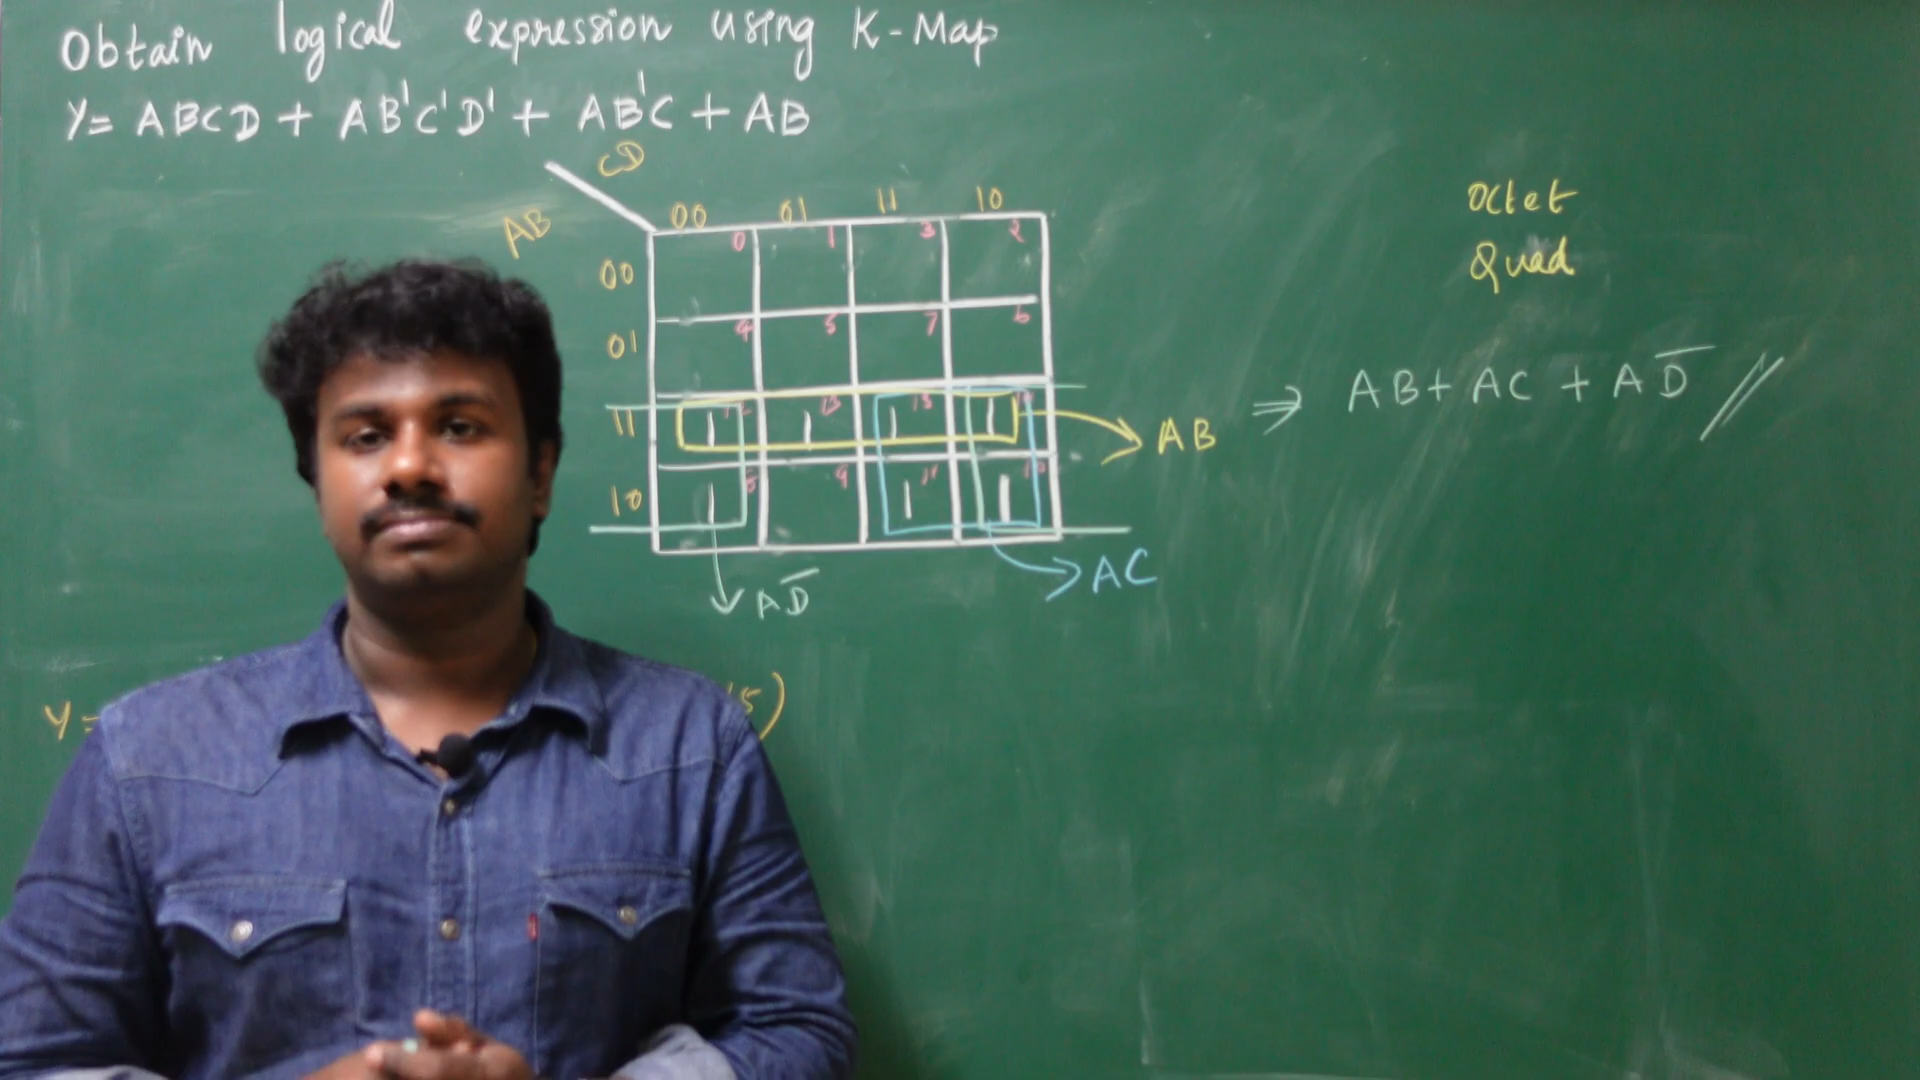 Obtain logical expression using K-Map
Y= ABCD + AB'C'D' + AB'C + AB
CD
AB
00 01 11 10
00 0 1 3 2
01 4 5 7 6
11 1 12 1 13 1 15 1 14
10 1 8 9 1 11 1 10
AB
AC
AD̅
Octet
Quad
⇒ AB + AC + AD̅ //
Y=
15)